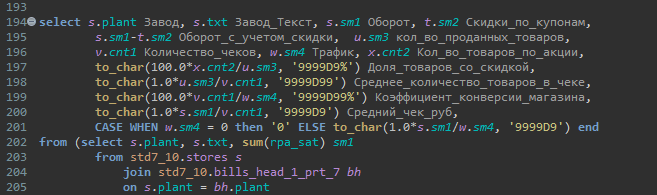 193
194 select s.plant Завод, s.txt Завод_Текст, s.sm1 Оборот, t.sm2 Скидки_по_купонам,
195 s.sm1-t.sm2 Оборот_с_учетом_скидки, u.sm3 кол_во_проданных_товаров,
196 v.cnt1 Количество_чеков, w.sm4 Трафик, x.cnt2 Кол_во_товаров_по_акции,
197 to_char(100.0*x.cnt2/u.sm3, '9999D9%') Доля_товаров_со_скидкой,
198 to_char(1.0*u.sm3/v.cnt1, '9999D99') Среднее_количество_товаров_в_чеке,
199 to_char(100.0*v.cnt1/w.sm4, '9999D99%') Коэффициент_конверсии_магазина,
200 to_char(1.0*s.sm1/v.cnt1, '9999D9') Средний_чек_руб,
201 CASE WHEN w.sm4 = 0 then '0' ELSE to_char(1.0*s.sm1/w.sm4, '9999D9') end
202 from (select s.plant, s.txt, sum(rpa_sat) sm1
203 from std7_10.stores s
204 join std7_10.bills_head_1_prt_7 bh
205 on s.plant = bh.plant